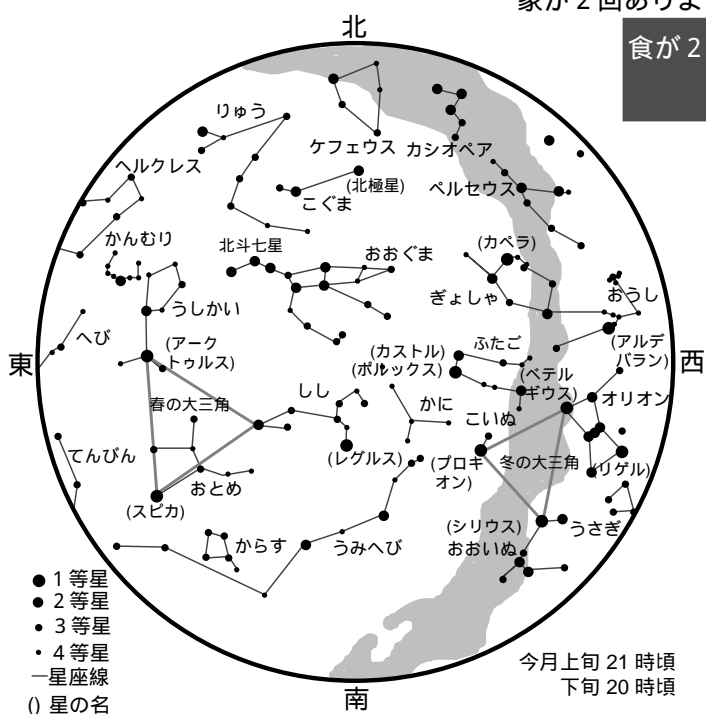 象が2回ありま
食が2
北
りゅう
ケフェウス
カシオペア
ヘルクレス
(北極星)
こぐま
ペルセウス
かんむり
北斗七星
おおぐま
(カペラ)
うしかい
ぎょしゃ
おうし
へび
(アーク
トゥルス)
(カストル)
(ポルックス)
ふたご
(アルデ
バラン)
東
西
(ベテル
ギウス)
オリオン
春の大三角
しし
かに
こいぬ
てんびん
(レグルス)
(プロキ
オン)
冬の大三角
(リゲル)
おとめ
(スピカ)
からす
うみへび
(シリウス)
おおいぬ
うさぎ
●1等星
●2等星
•3等星
・4等星
―星座線
() 星の名
今月上旬 21 時頃
下旬 20 時頃
南